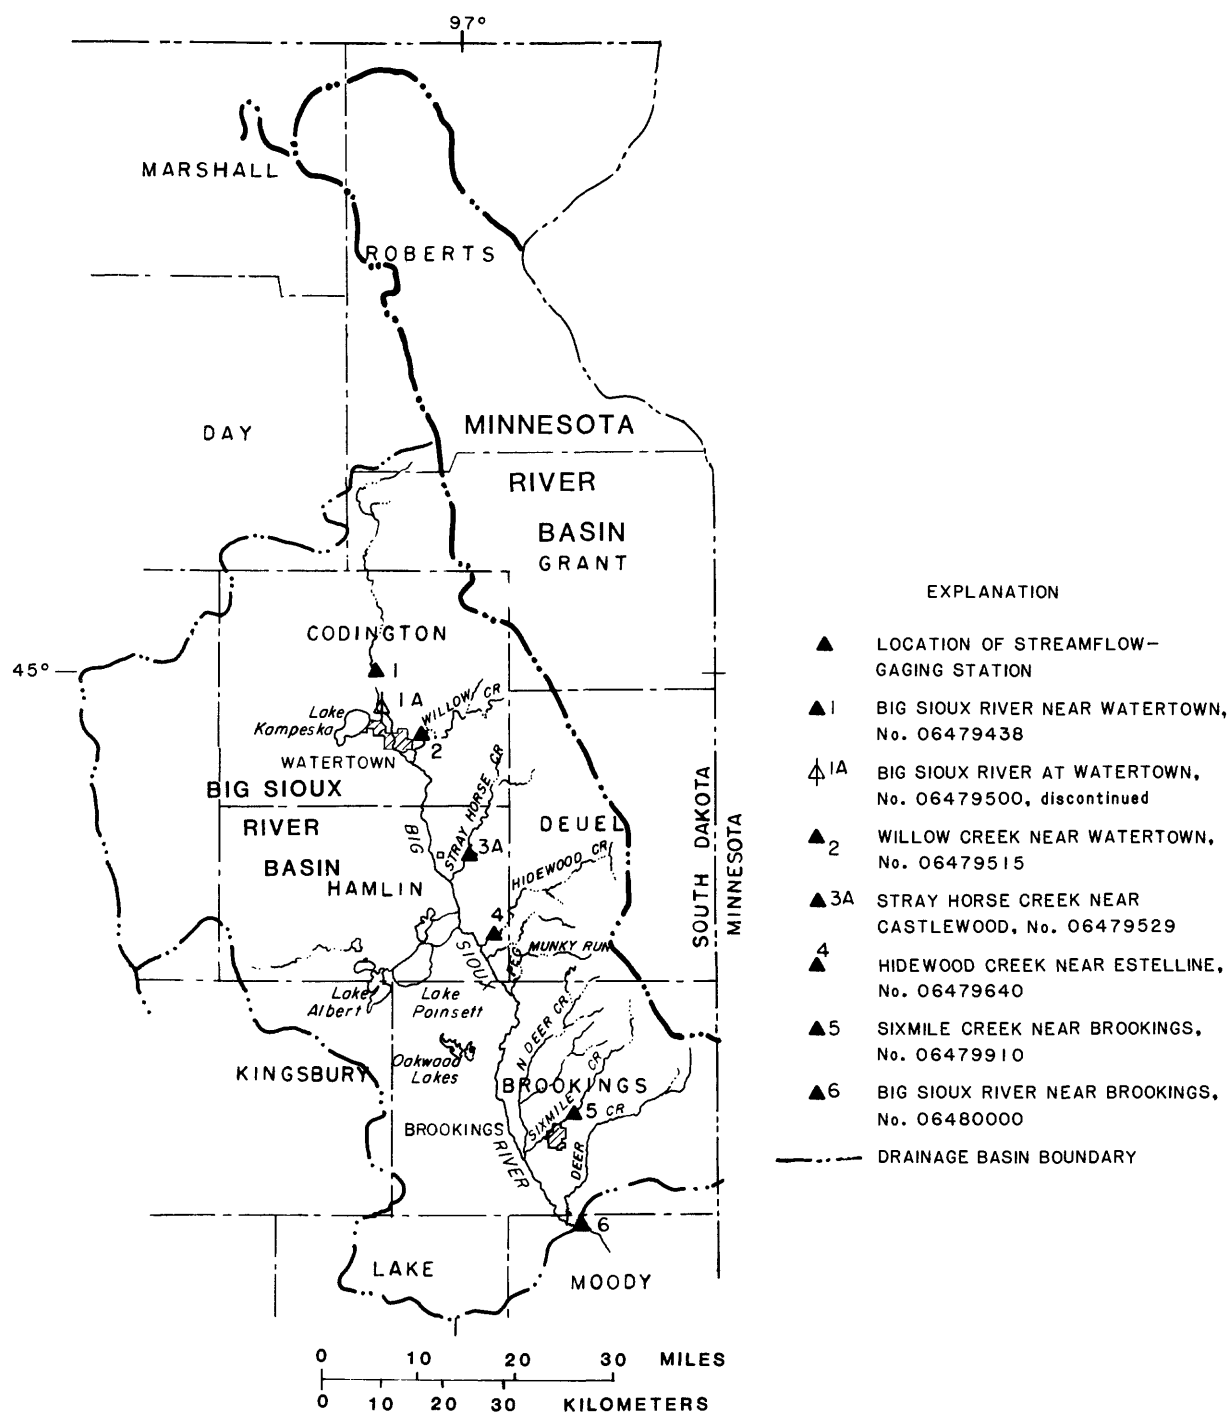 97°
MARSHALL
ROBERTS
DAY
MINNESOTA
RIVER
BASIN
GRANT
CODINGTON
45°
1
1A
WILLOW CR
Lake
Kampeska
2
WATERTOWN
BIG SIOUX
RIVER
BASIN
HAMLIN
BIG
STRAY HORSE CR
3A
DEUEL
HIDEWOOD CR
4
SIOUX
PEG
MUNKY RUN
SOUTH DAKOTA
MINNESOTA
Lake
Albert
Lake
Poinsett
N DEER CR
Oakwood
Lakes
KINGSBURY
BROOKINGS
SIXMILE CR
5
BROOKINGS
RIVER
DEER CR
6
LAKE
MOODY
0 10 20 30 MILES
0 10 20 30 KILOMETERS
EXPLANATION
LOCATION OF STREAMFLOW-
GAGING STATION
1 BIG SIOUX RIVER NEAR WATERTOWN,
No. 06479438
1A BIG SIOUX RIVER AT WATERTOWN,
No. 06479500, discontinued
2 WILLOW CREEK NEAR WATERTOWN,
No. 06479515
3A STRAY HORSE CREEK NEAR
CASTLEWOOD, No. 06479529
4 HIDEWOOD CREEK NEAR ESTELLINE,
No. 06479640
5 SIXMILE CREEK NEAR BROOKINGS,
No. 06479910
6 BIG SIOUX RIVER NEAR BROOKINGS,
No. 06480000
DRAINAGE BASIN BOUNDARY